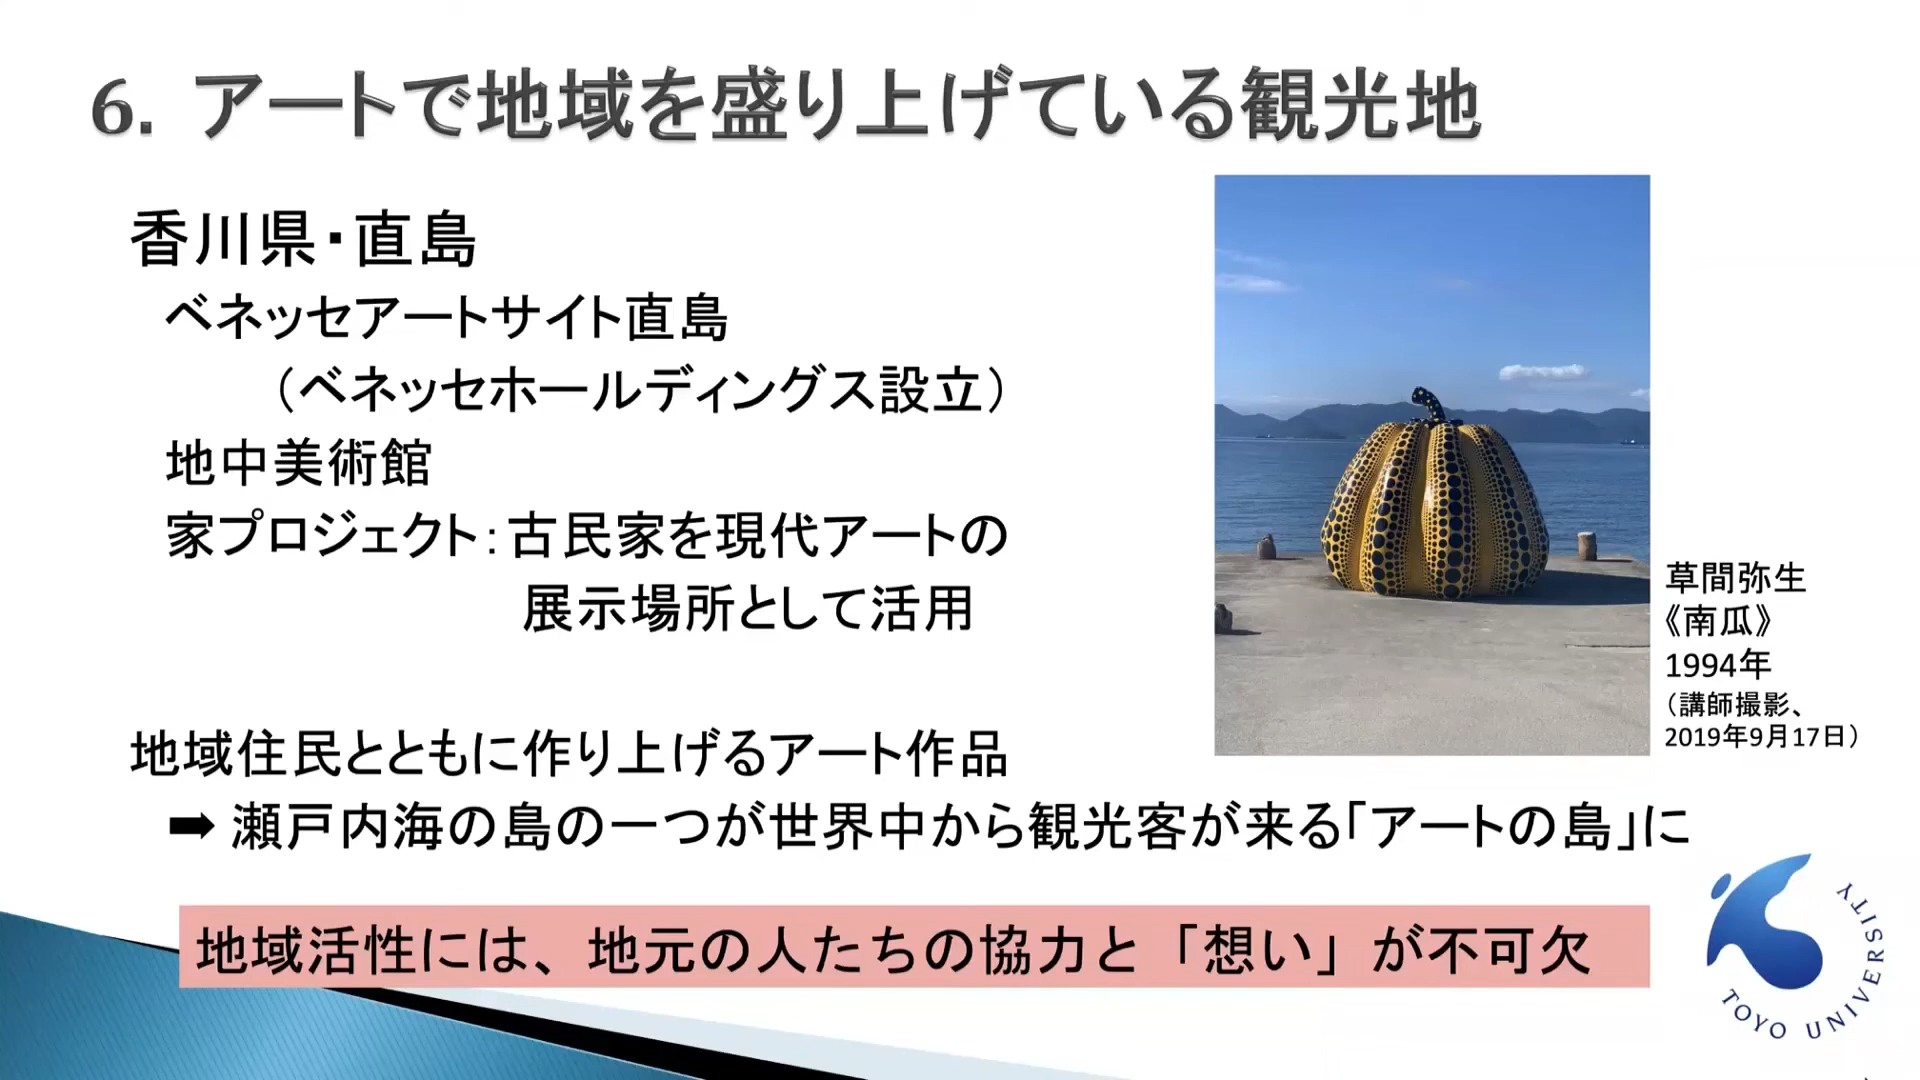 6. アートで地域を盛り上げている観光地
香川県・直島
ベネッセアートサイト直島
（ベネッセホールディングス設立）
地中美術館
家プロジェクト：古民家を現代アートの
展示場所として活用
草間弥生
《南瓜》
1994年
（講師撮影、
2019年9月17日）
地域住民とともに作り上げるアート作品
➡ 瀬戸内海の島の一つが世界中から観光客が来る「アートの島」に
地域活性には、地元の人たちの協力と「想い」が不可欠
TOYO UNIVERSITY